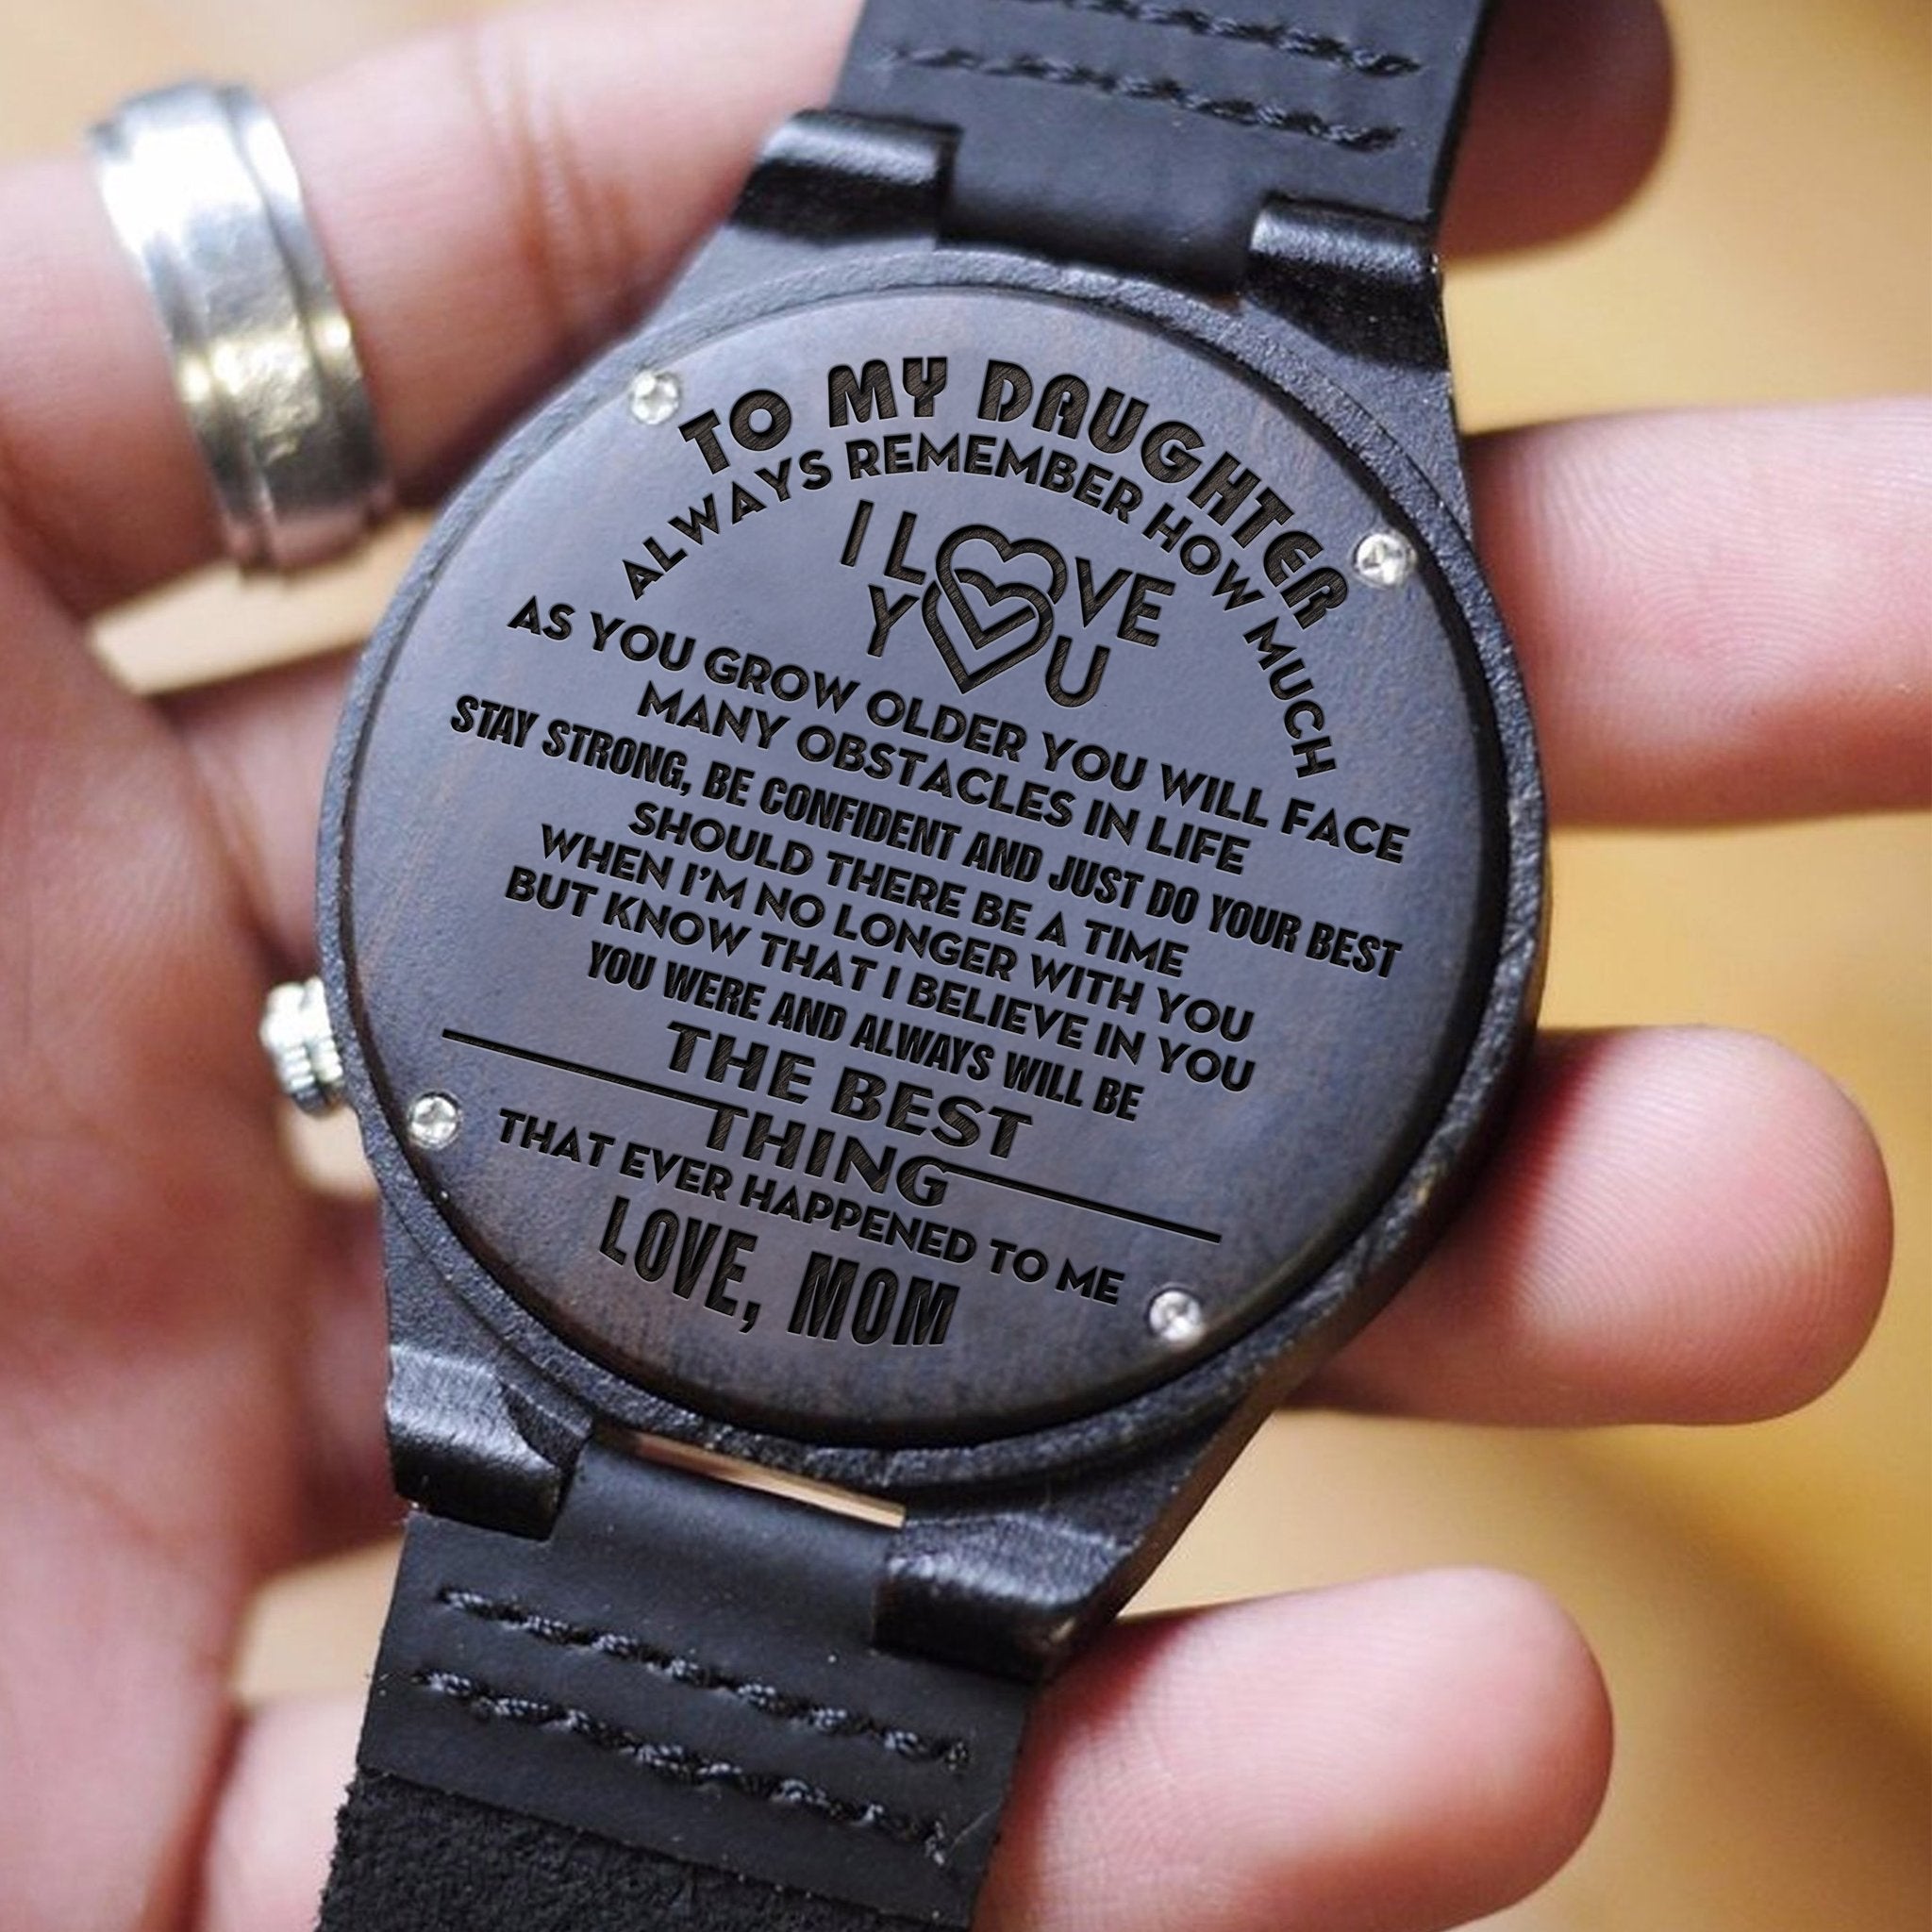 TO MY DAUGHTER
ALWAYS REMEMBER HOW MUCH
I LOVE
YOU
AS YOU GROW OLDER YOU WILL FACE
MANY OBSTACLES IN LIFE
STAY STRONG, BE CONFIDENT AND JUST DO YOUR BEST
SHOULD THERE BE A TIME
WHEN I'M NO LONGER WITH YOU
BUT KNOW THAT I BELIEVE IN YOU
YOU WERE AND ALWAYS WILL BE
THE BEST
THING
THAT EVER HAPPENED TO ME
LOVE, MOM